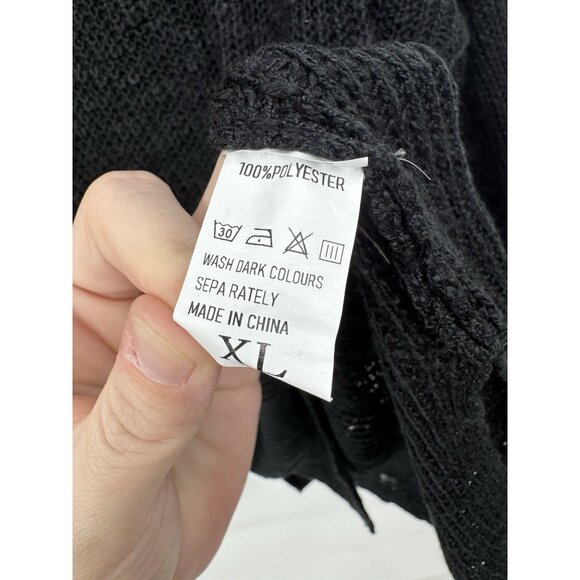 100%POLYESTER
30
WASH DARK COLOURS
SEPA RATELY
MADE IN CHINA
XL